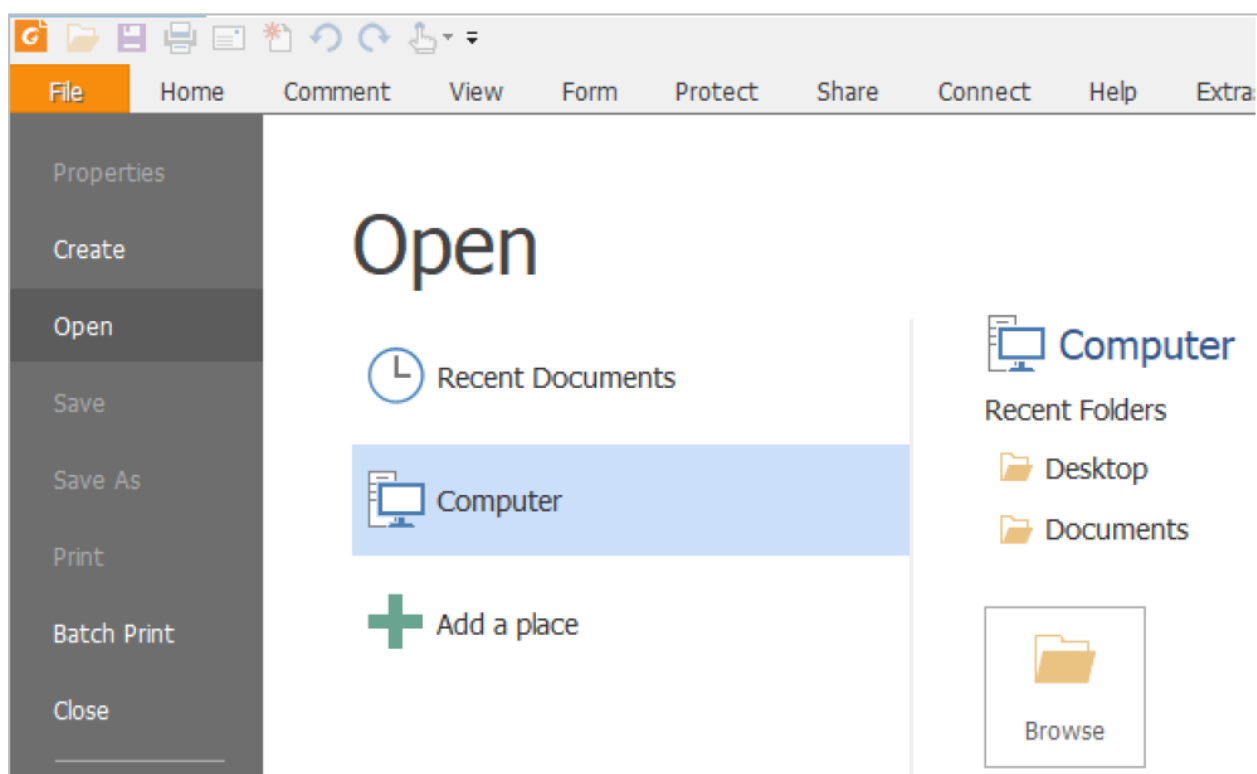 File Home Comment View Form Protect Share Connect Help Extra
Properties
Create
Open
Save
Save As
Print
Batch Print
Close
Open
Recent Documents
Computer
Add a place
Computer
Recent Folders
Desktop
Documents
Browse